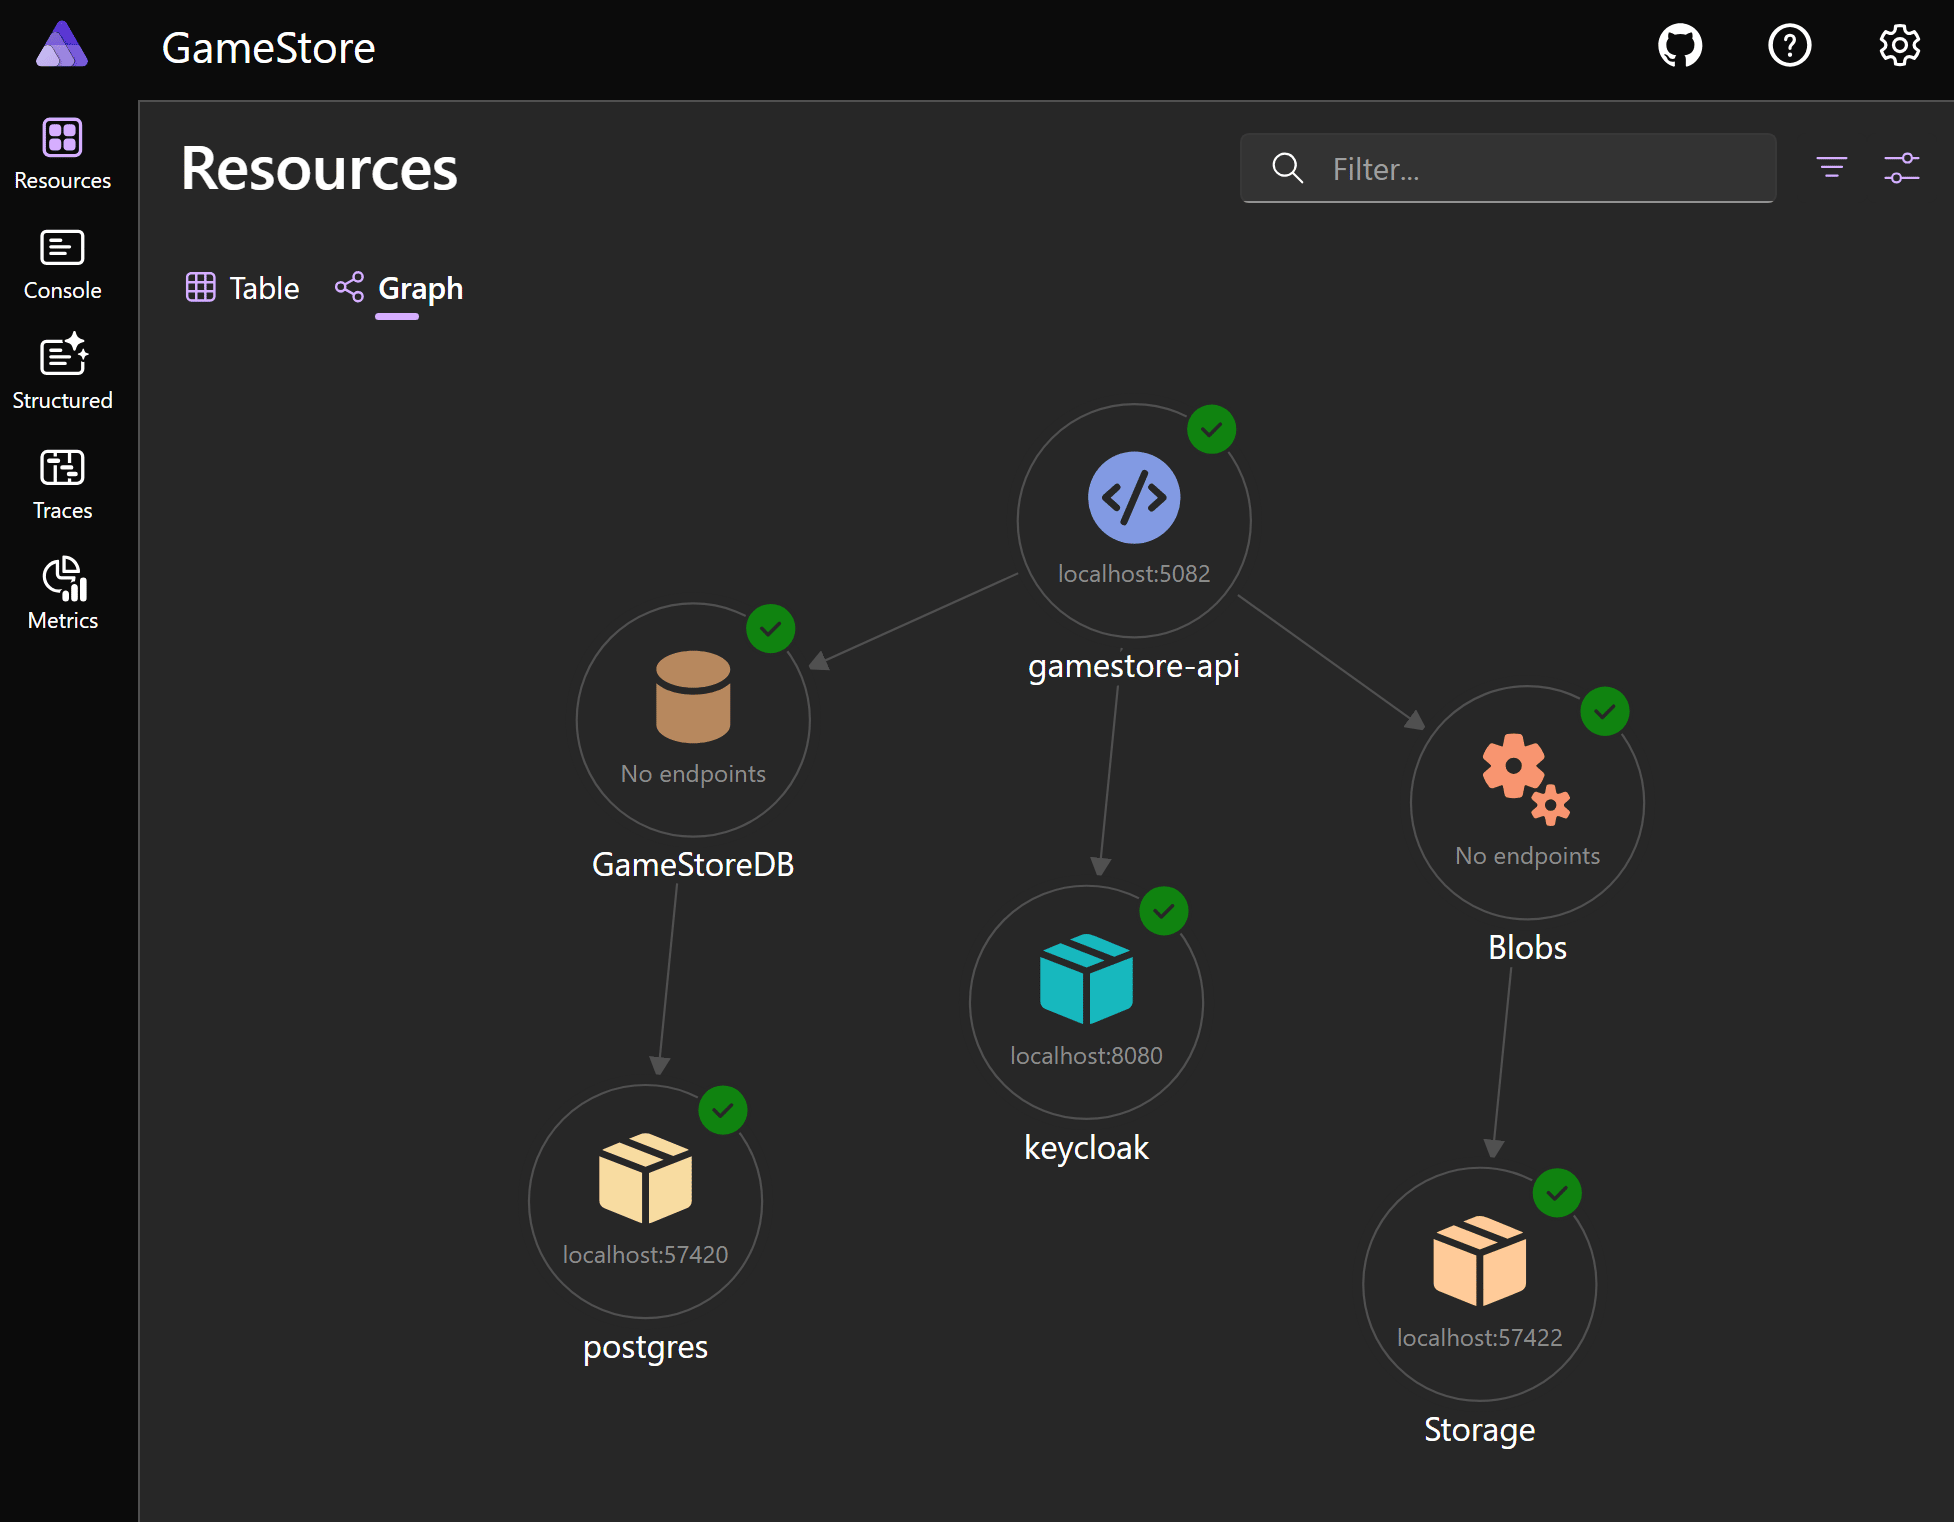 GameStore
Resources
Console
Structured
Traces
Metrics
Resources
Filter...
Table
Graph
localhost:5082
gamestore-api
No endpoints
GameStoreDB
No endpoints
Blobs
localhost:8080
keycloak
localhost:57420
postgres
localhost:57422
Storage